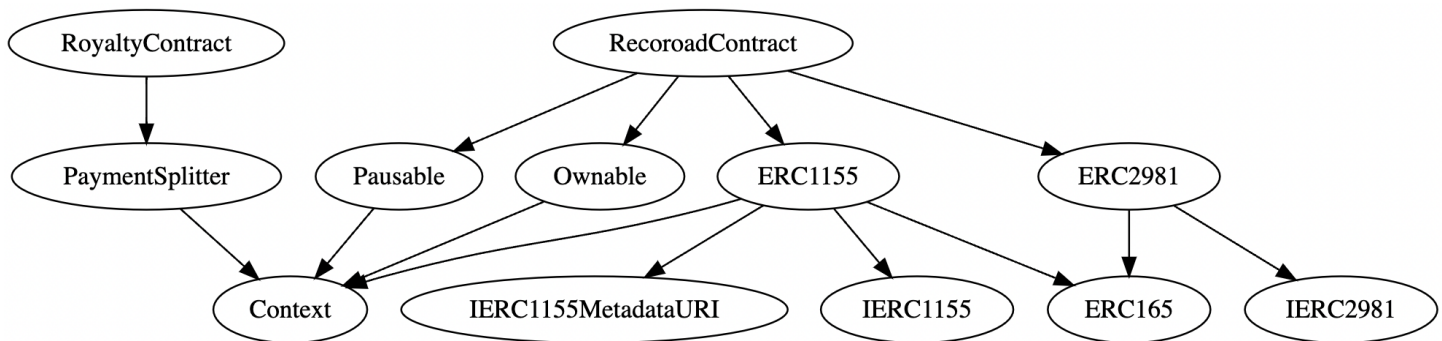 RoyaltyContract
RecoroadContract
PaymentSplitter
Pausable
Ownable
ERC1155
ERC2981
Context
IERC1155MetadataURI
IERC1155
ERC165
IERC2981